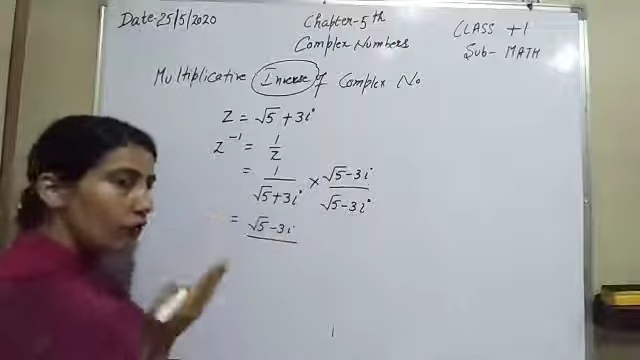 Date-25/5/2020
Chapter-5th
CLASS +1
Complex Numbers
Sub- MATH
Multiplicative Inverse of Complex No
Z = √5 + 3i
z⁻¹ = 1/z
= 1/(√5+3i) × (√5-3i)/(√5-3i)
= √5-3i